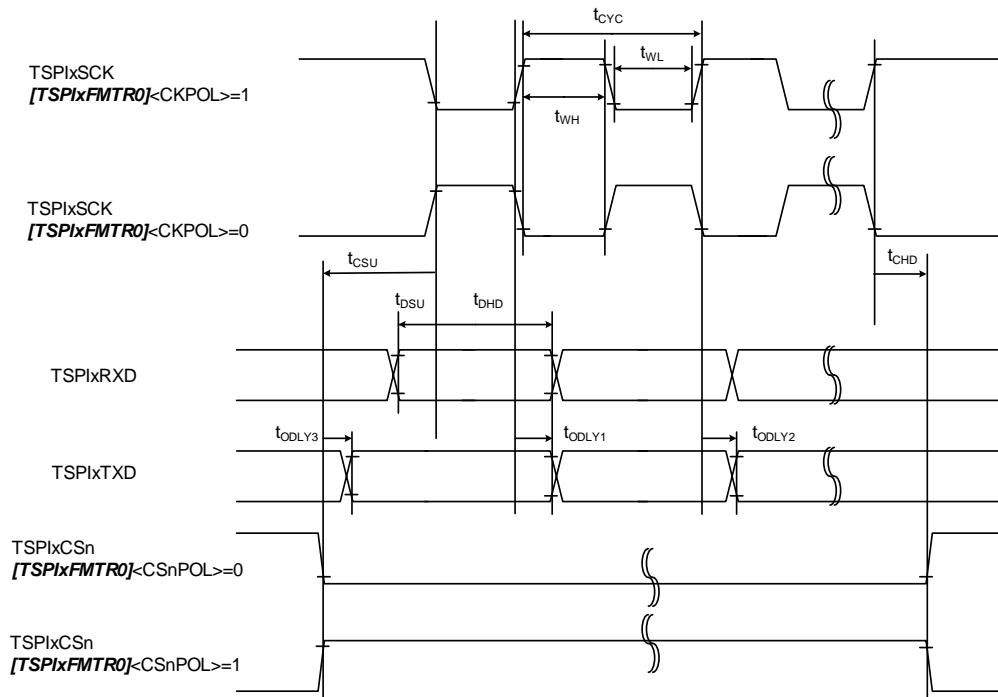 tCYC
tWL
TSPIxSCK
[TSPIxFMTR0]<CKPOL>=1
tWH
TSPIxSCK
[TSPIxFMTR0]<CKPOL>=0
tCSU
tCHD
tDSU
tDHD
TSPIxRXD
tODLY3
tODLY1
tODLY2
TSPIxTXD
TSPIxCSn
[TSPIxFMTR0]<CSnPOL>=0
TSPIxCSn
[TSPIxFMTR0]<CSnPOL>=1